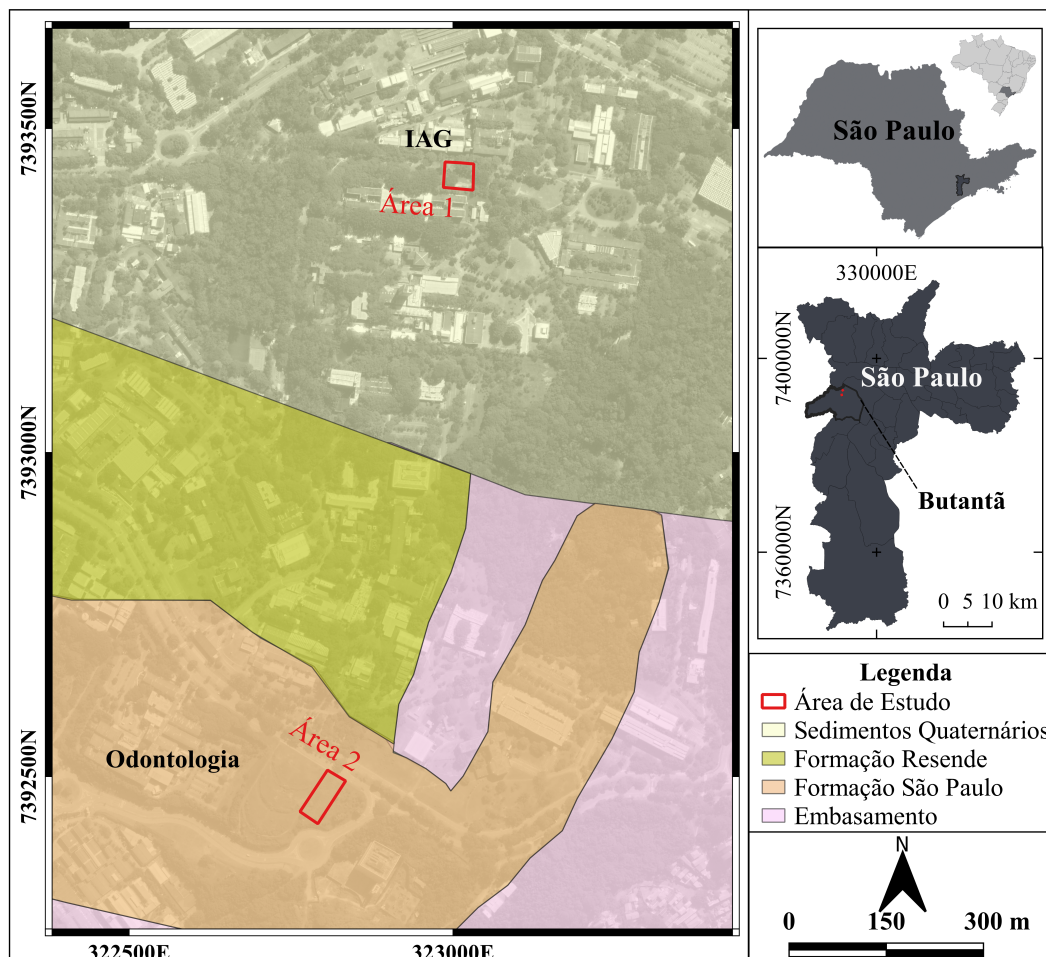 7393500N
7393000N
7392500N
322500E
323000E
IAG
Área 1
Área 2
Odontologia
São Paulo
330000E
7400000N
7360000N
São Paulo
Butantã
0 5 10 km
Legenda
Área de Estudo
Sedimentos Quaternários
Formação Resende
Formação São Paulo
Embasamento
N
0 150 300 m